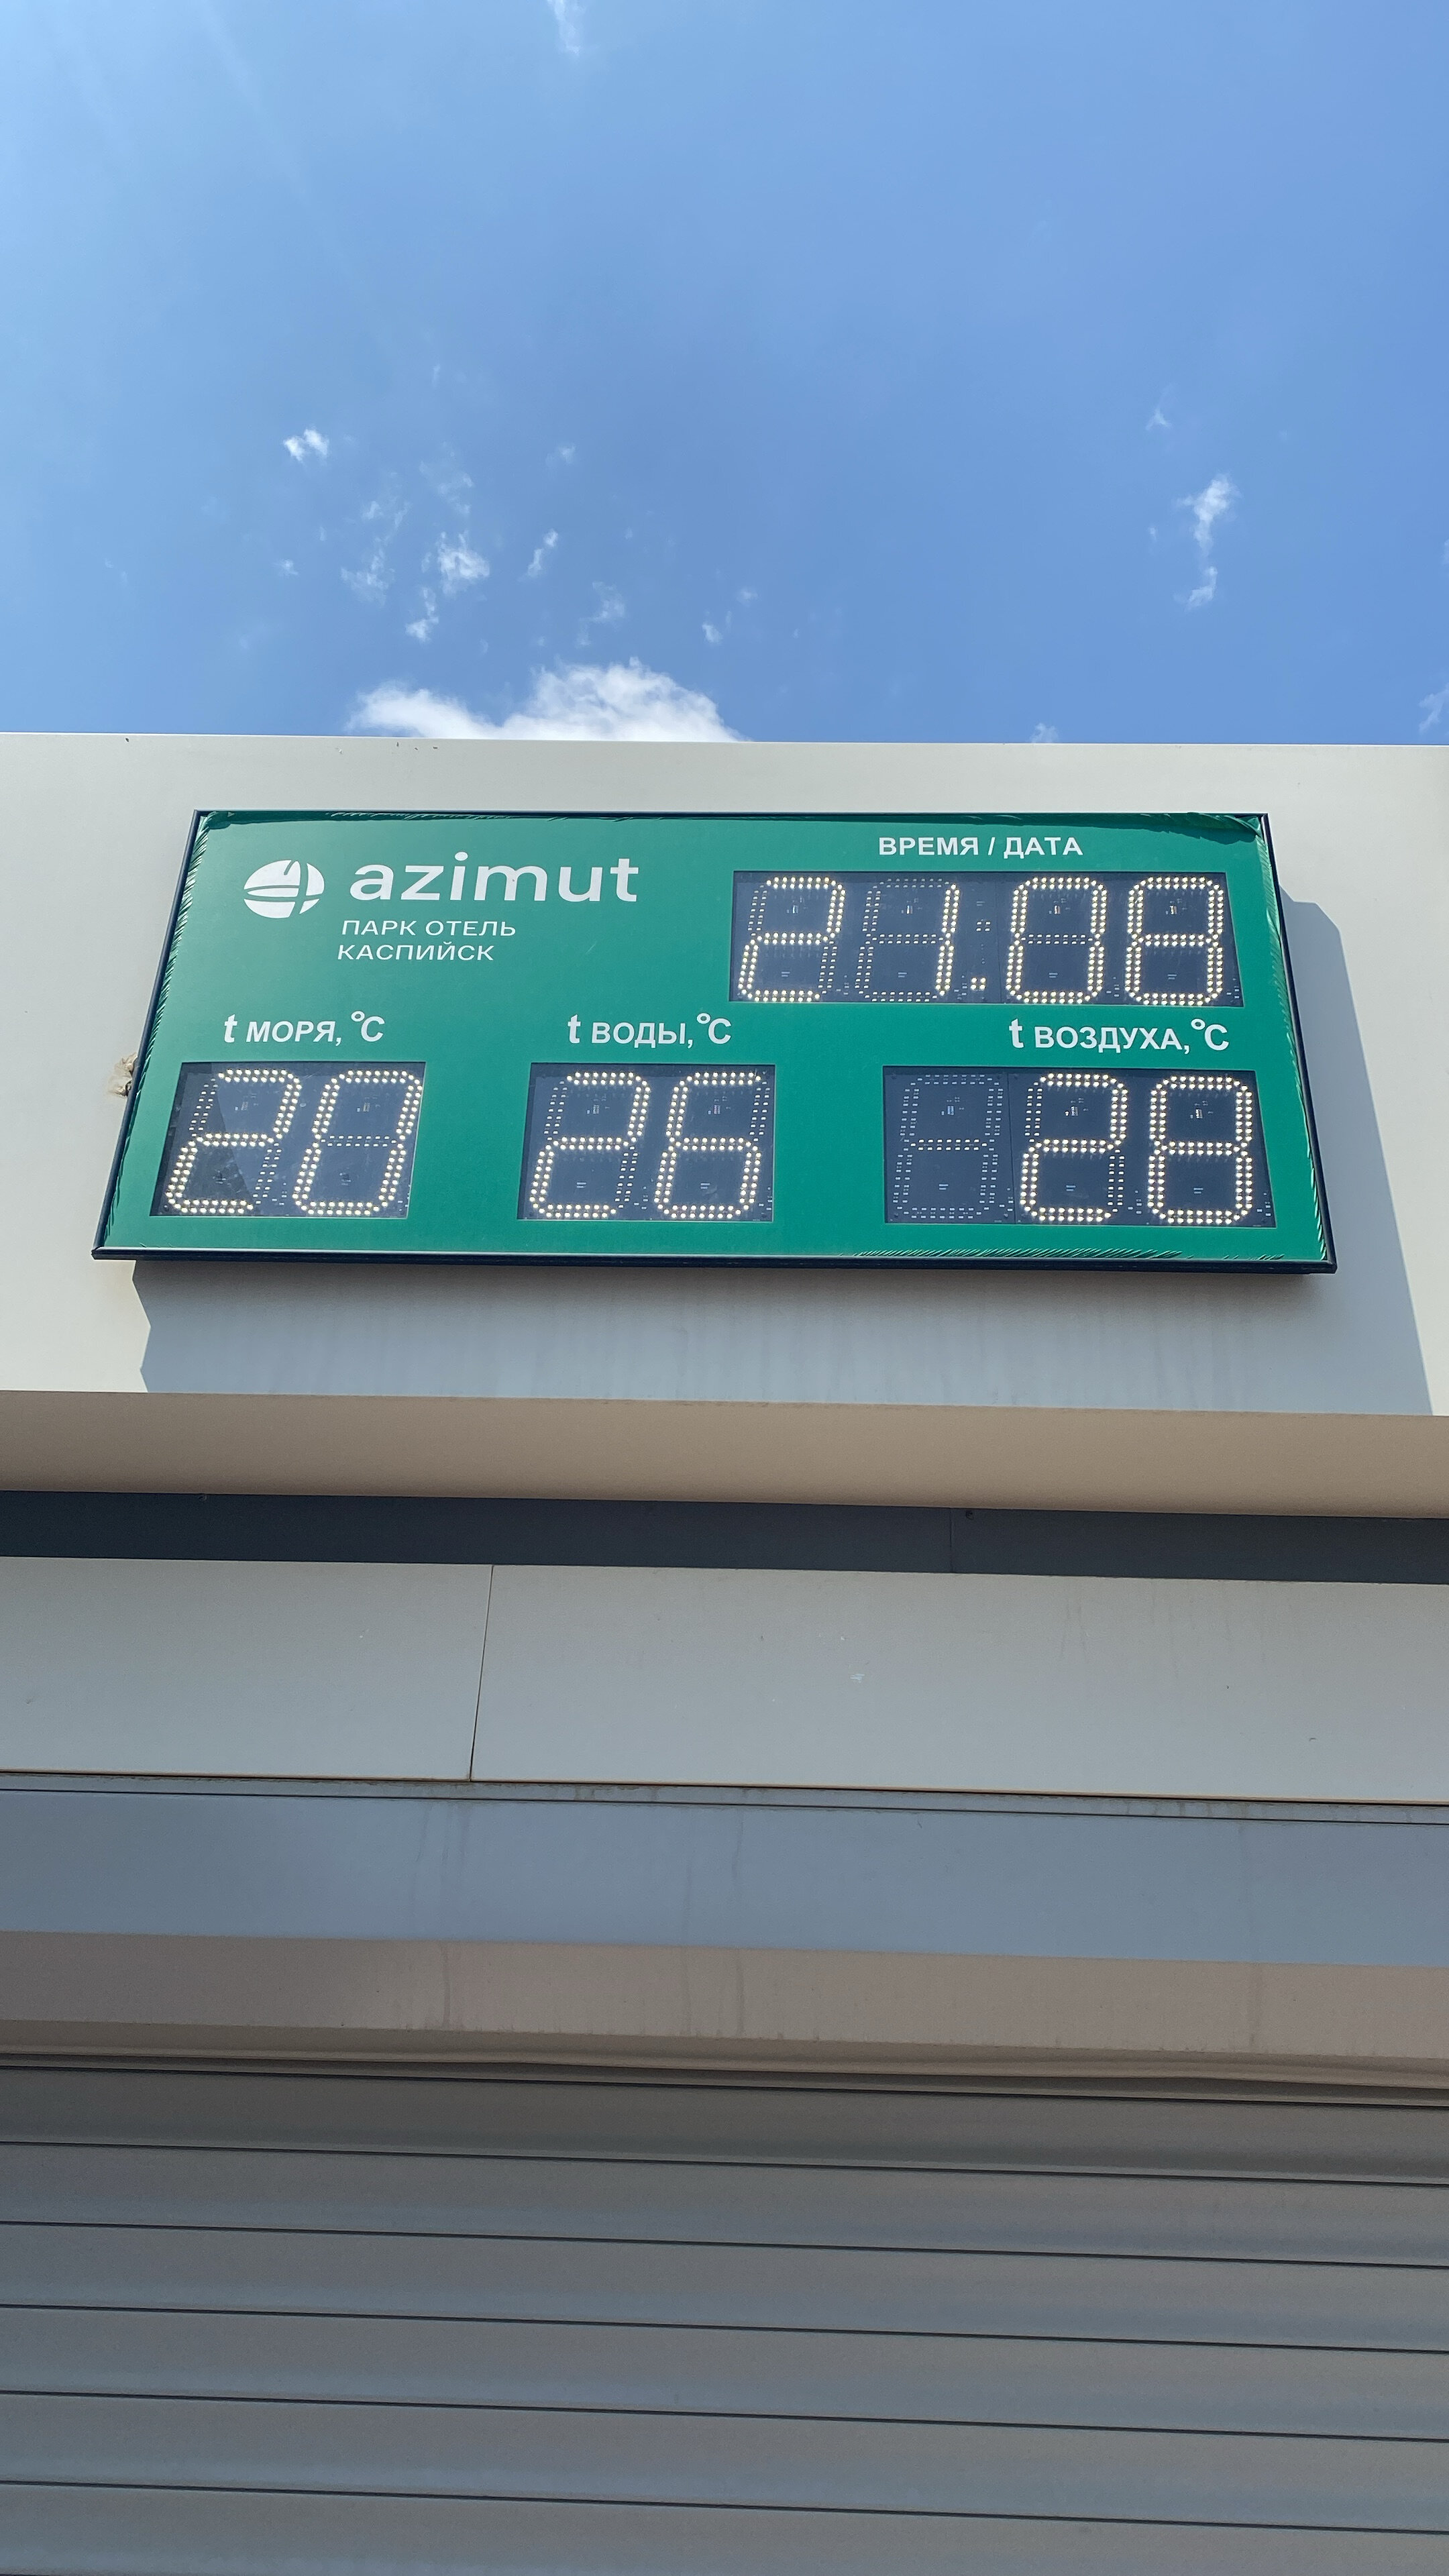 azimut
ПАРК ОТЕЛЬ
КАСПИЙСК
ВРЕМЯ / ДАТА
21.08
t МОРЯ, °C
20
t ВОДЫ, °C
26
t ВОЗДУХА, °C
28